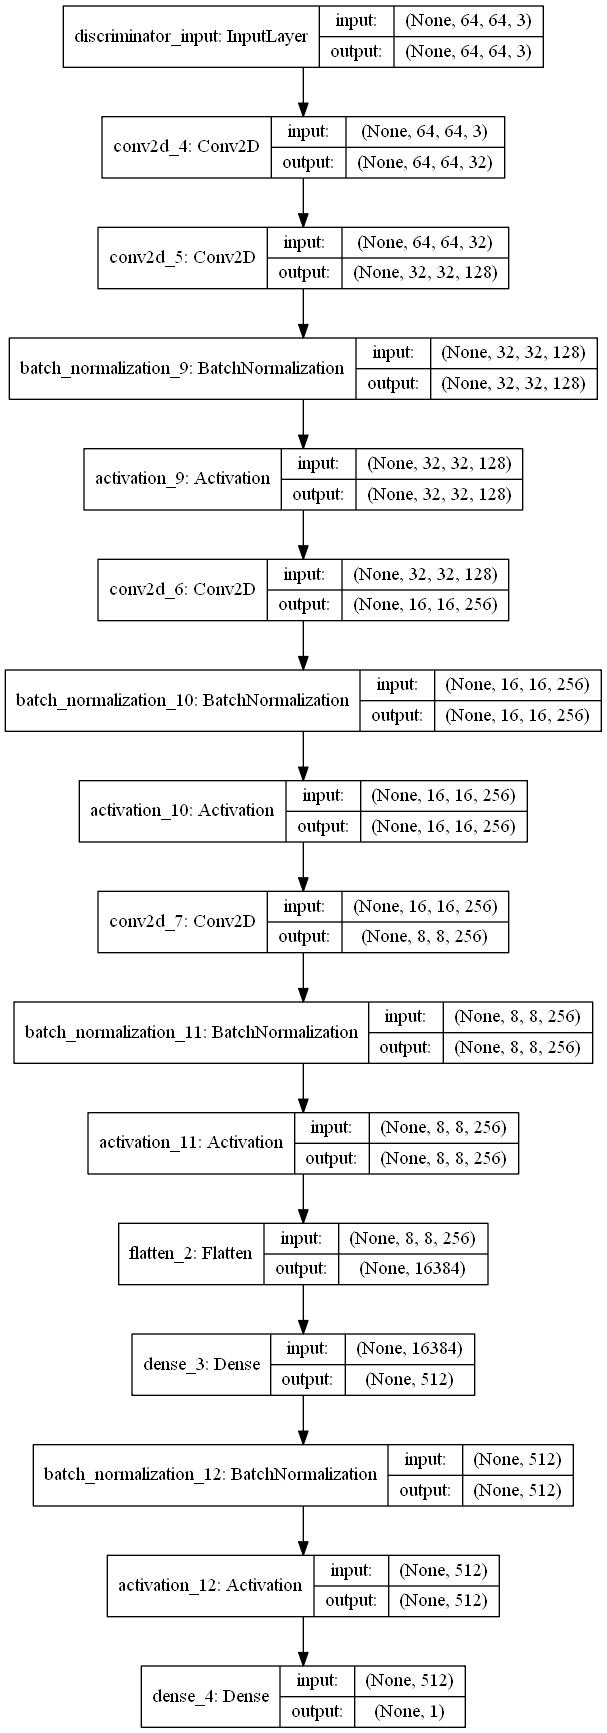 discriminator_input: InputLayer
input: (None, 64, 64, 3)
output: (None, 64, 64, 3)
conv2d_4: Conv2D
input: (None, 64, 64, 3)
output: (None, 64, 64, 32)
conv2d_5: Conv2D
input: (None, 64, 64, 32)
output: (None, 32, 32, 128)
batch_normalization_9: BatchNormalization
input: (None, 32, 32, 128)
output: (None, 32, 32, 128)
activation_9: Activation
input: (None, 32, 32, 128)
output: (None, 32, 32, 128)
conv2d_6: Conv2D
input: (None, 32, 32, 128)
output: (None, 16, 16, 256)
batch_normalization_10: BatchNormalization
input: (None, 16, 16, 256)
output: (None, 16, 16, 256)
activation_10: Activation
input: (None, 16, 16, 256)
output: (None, 16, 16, 256)
conv2d_7: Conv2D
input: (None, 16, 16, 256)
output: (None, 8, 8, 256)
batch_normalization_11: BatchNormalization
input: (None, 8, 8, 256)
output: (None, 8, 8, 256)
activation_11: Activation
input: (None, 8, 8, 256)
output: (None, 8, 8, 256)
flatten_2: Flatten
input: (None, 8, 8, 256)
output: (None, 16384)
dense_3: Dense
input: (None, 16384)
output: (None, 512)
batch_normalization_12: BatchNormalization
input: (None, 512)
output: (None, 512)
activation_12: Activation
input: (None, 512)
output: (None, 512)
dense_4: Dense
input: (None, 512)
output: (None, 1)